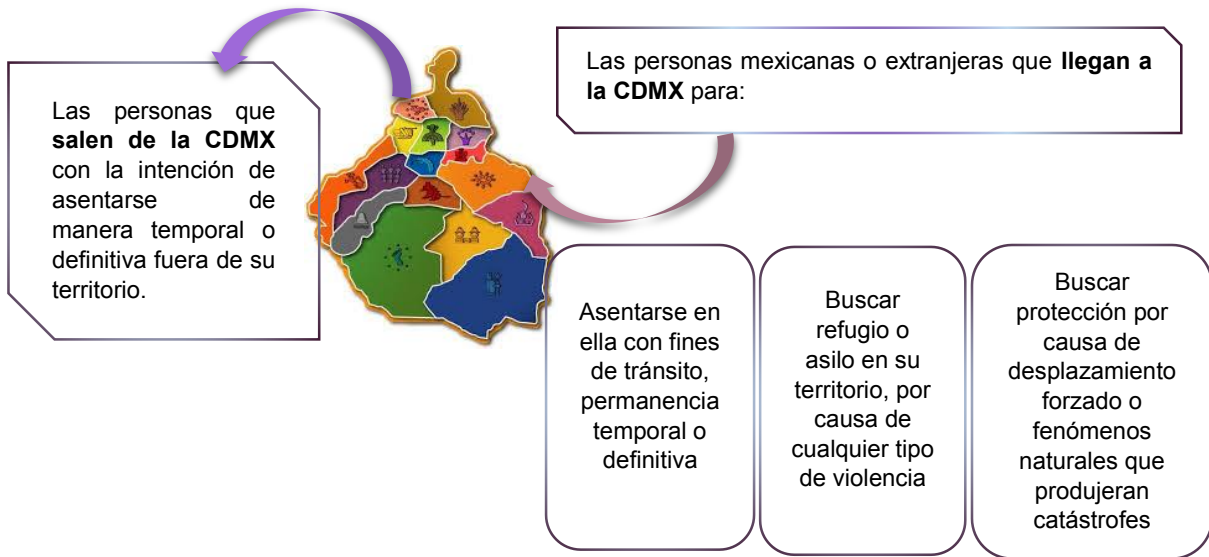 Las personas que
salen de la CDMX
con la intención de
asentarse de
manera temporal o
definitiva fuera de su
territorio.
Las personas mexicanas o extranjeras que llegan a
la CDMX para:
Asentarse en
ella con fines
de tránsito,
permanencia
temporal o
definitiva
Buscar
refugio o
asilo en su
territorio, por
causa de
cualquier tipo
de violencia
Buscar
protección por
causa de
desplazamiento
forzado o
fenómenos
naturales que
produjeran
catástrofes